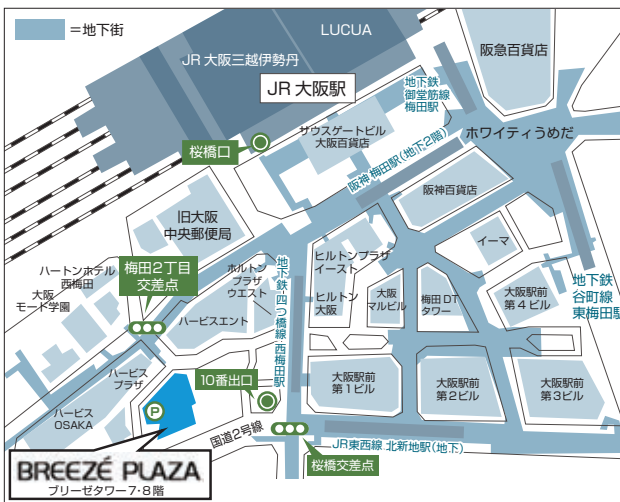 ＝地下街
LUCUA
JR 大阪三越伊勢丹
JR 大阪駅
阪急百貨店
地下鉄
御堂筋線
梅田駅
桜橋口
サウスゲートビル
大阪百貨店
ホワイティうめだ
阪神 梅田駅(地下2階)
阪神百貨店
旧大阪
中央郵便局
イーマ
ハートンホテル
西梅田
梅田2丁目
交差点
大阪
モード学園
ホルトン
プラザ
ウエスト
ヒルトンプラザ
イースト
ヒルトン
大阪
大阪
マルビル
梅田DT
タワー
大阪駅前
第4ビル
地下鉄
谷町線
東梅田駅
地下鉄 四つ橋線 西梅田駅
ハービスエント
ハービス
プラザ
10番出口
大阪駅前
第1ビル
大阪駅前
第2ビル
大阪駅前
第3ビル
ハービス
OSAKA
P
国道2号線
JR東西線 北新地駅(地下)
桜橋交差点
BREEZÉ PLAZA
ブリーゼタワー7・8階